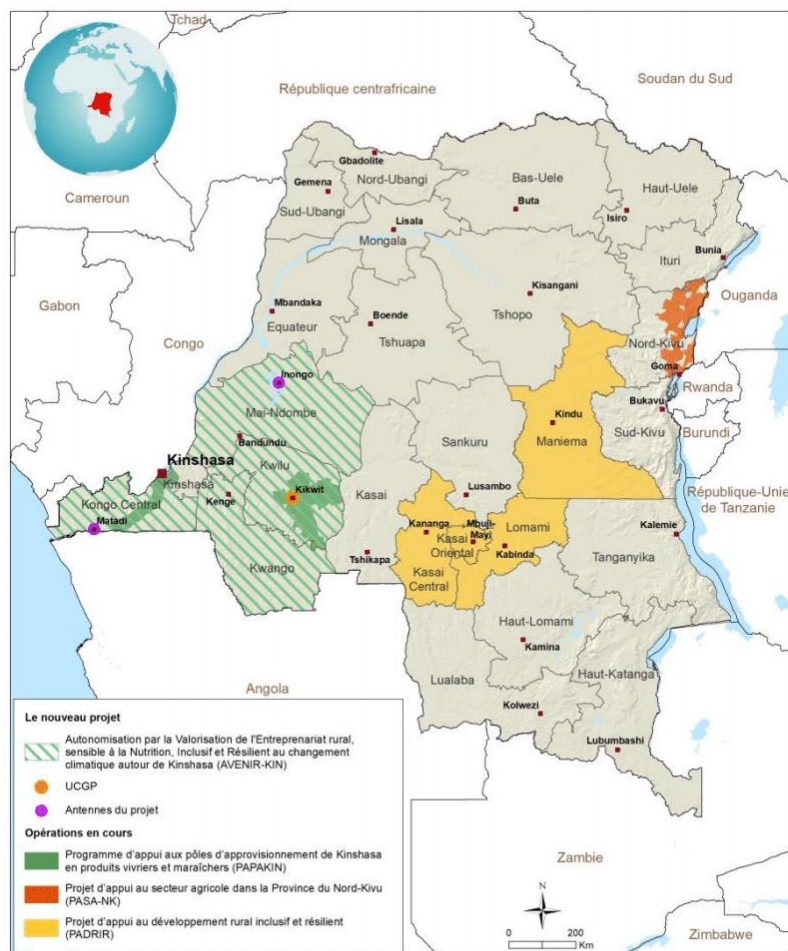 Tchad
Soudan du Sud
République centrafricaine
Gbadolite
Nord-Ubangi
Gemena
Sud-Ubangi
Bas-Uele
Haut-Uele
Cameroun
Buta
Isiro
Lisala
Mongala
Bunia
Ituri
Gabon
Kisangani
Ouganda
Mbandaka
Equateur
Boende
Tshopo
Congo
Tshuapa
Nord-Kivu
Goma
Inongo
Rwanda
Mai-Ndombe
Kindu
Bukavu
Maniema
Sud-Kivu
Burundi
Bandundu
Sankuru
Kinshasa
Kwilu
Kinshasa
Kikwit
Lusambo
République-Unie
de Tanzanie
Kongo Central
Kenge
Kasai
Matadi
Kananga
Mbuji-
Mayi
Lomami
Kasai
Oriental
Kabinda
Kalemie
Tshikapa
Kasai
Central
Tanganyika
Kwango
Haut-Lomami
Kamina
Haut-Katanga
Lualaba
Angola
Kolwezi
Lubumbashi
Zambie
Zimbabwe
Le nouveau projet
Autonomisation par la Valorisation de l'Entreprenariat rural,
sensible à la Nutrition, Inclusif et Résilient au changement
climatique autour de Kinshasa (AVENIR-KIN)
UCGP
Antennes du projet
Opérations en cours
Programme d'appui aux pôles d'approvisionnement de Kinshasa
en produits vivriers et maraîchers (PAPAKIN)
Projet d'appui au secteur agricole dans la Province du Nord-Kivu
(PASA-NK)
Projet d'appui au développement rural inclusif et résilient
(PADRIR)
N
0 200
Km